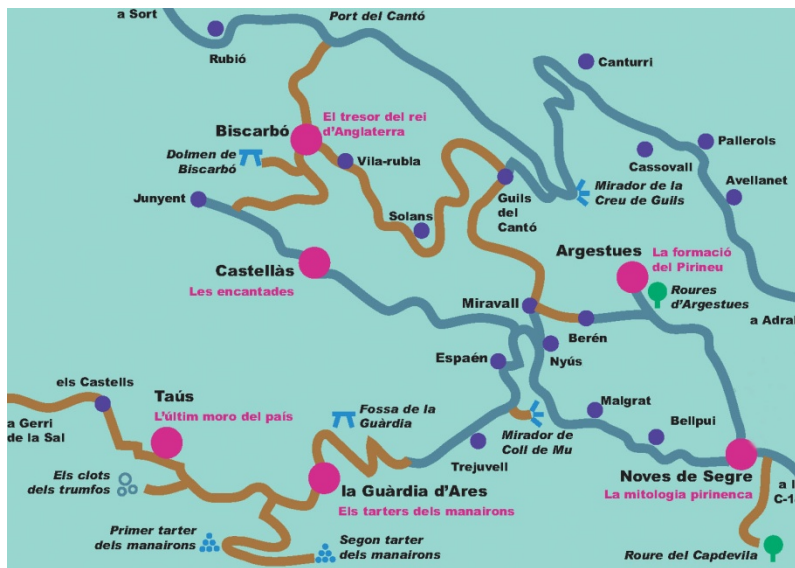 a Sort
Port del Cantó
Rubió
Canturri
El tresor del rei
d'Anglaterra
Biscarbó
Pallerols
Dolmen de
Biscarbó
Vila-rubla
Cassovall
Avellanet
Junyent
Guils
del
Cantó
Mirador de la
Creu de Guils
Solans
Argestues
La formació
del Pirineu
Castellàs
Les encantades
Roures
d'Argestues
Miravall
Berén
a Adral
Espaén
Nyús
els Castells
Taús
L'últim moro del país
Fossa de la
Guàrdia
Malgrat
a Gerri
de la Sal
Bellpui
Mirador de
Coll de Mu
Trejuvell
Els clots
dels trumfos
la Guàrdia d'Ares
Els tarters dels manairons
Noves de Segre
La mitologia pirinenca
a l
C-1
Primer tarter
dels manairons
Segon tarter
dels manairons
Roure del Capdevila